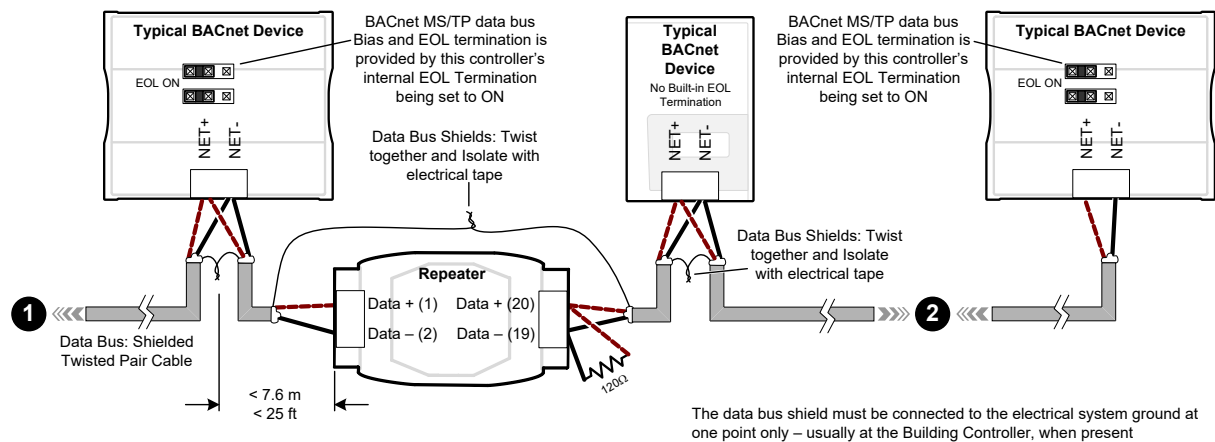 Typical BACnet Device
EOL ON
NET+
NET-
BACnet MS/TP data bus
Bias and EOL termination is
provided by this controller's
internal EOL Termination
being set to ON
Data Bus Shields: Twist
together and Isolate with
electrical tape
Typical
BACnet
Device
No Built-in EOL
Termination
NET+
NET-
BACnet MS/TP data bus
Bias and EOL termination is
provided by this controller's
internal EOL Termination
being set to ON
Typical BACnet Device
EOL ON
NET+
NET-
Data Bus Shields: Twist
together and Isolate
with electrical tape
Repeater
Data + (1) Data + (20)
Data – (2) Data – (19)
120Ω
1
2
Data Bus: Shielded
Twisted Pair Cable
< 7.6 m
< 25 ft
The data bus shield must be connected to the electrical system ground at
one point only – usually at the Building Controller, when present